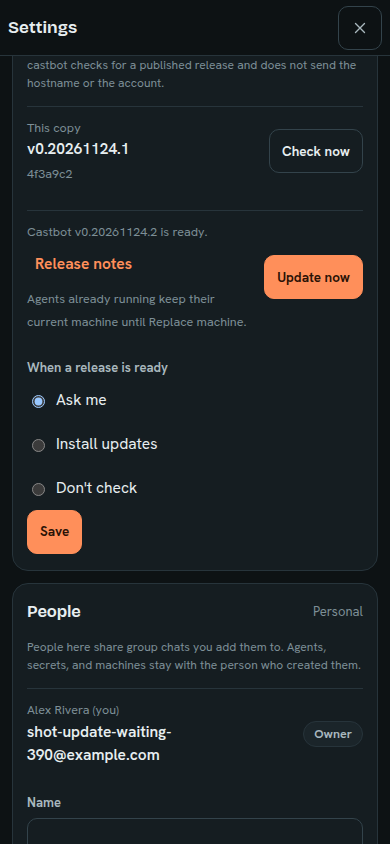 Settings
castbot checks for a published release and does not send the
hostname or the account.
This copy
v0.20261124.1
4f3a9c2
Check now
Castbot v0.20261124.2 is ready.
Release notes
Update now
Agents already running keep their
current machine until Replace machine.
When a release is ready
Ask me
Install updates
Don't check
Save
People
Personal
People here share group chats you add them to. Agents,
secrets, and machines stay with the person who created them.
Alex Rivera (you)
shot-update-waiting-
390@example.com
Owner
Name